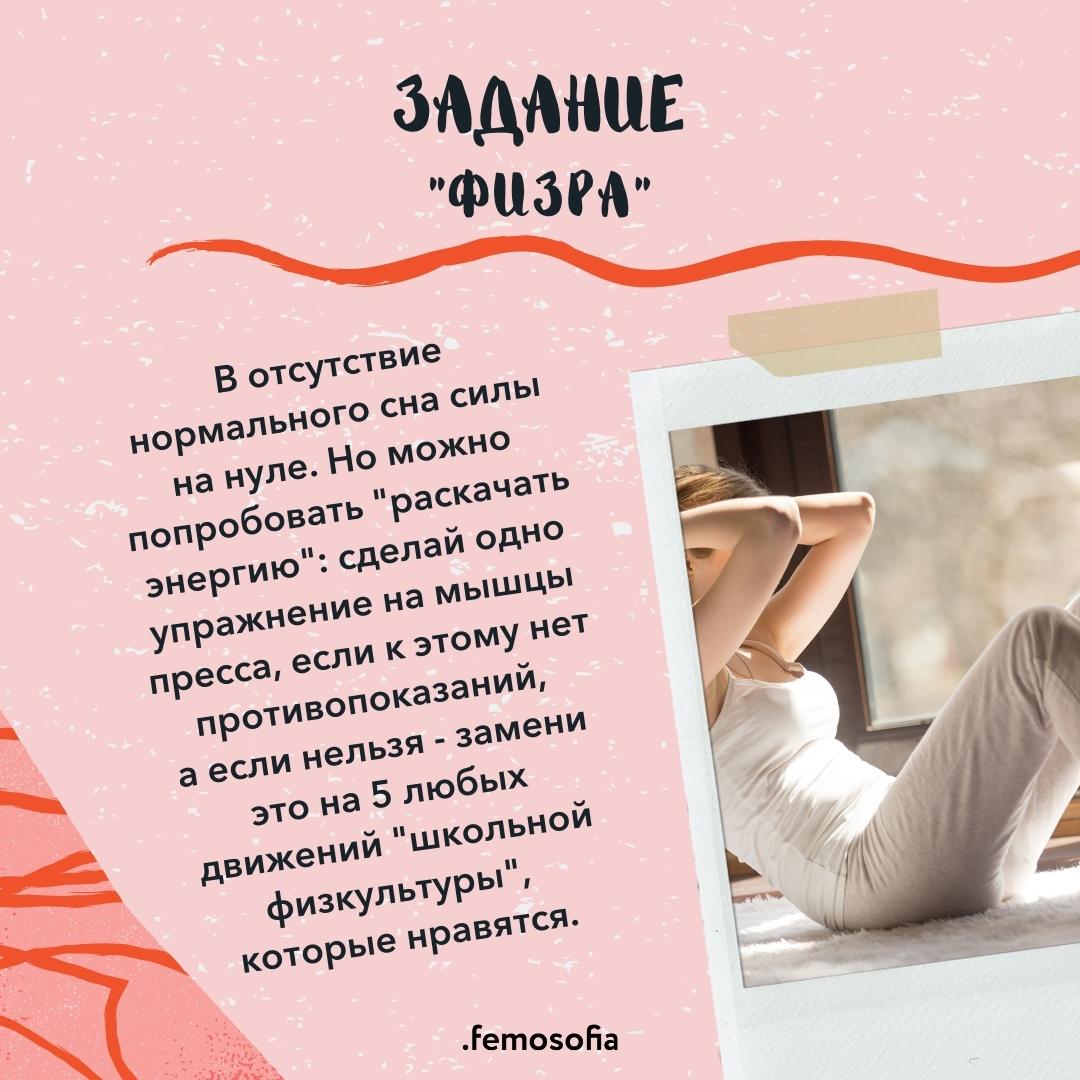 ЗАДАНИЕ
"ФИЗРА"
В отсутствие
нормального сна силы
на нуле. Но можно
попробовать "раскачать
энергию": сделай одно
упражнение на мышцы
пресса, если к этому нет
противопоказаний,
а если нельзя - замени
это на 5 любых
движений "школьной
физкультуры",
которые нравятся.
.femosofia